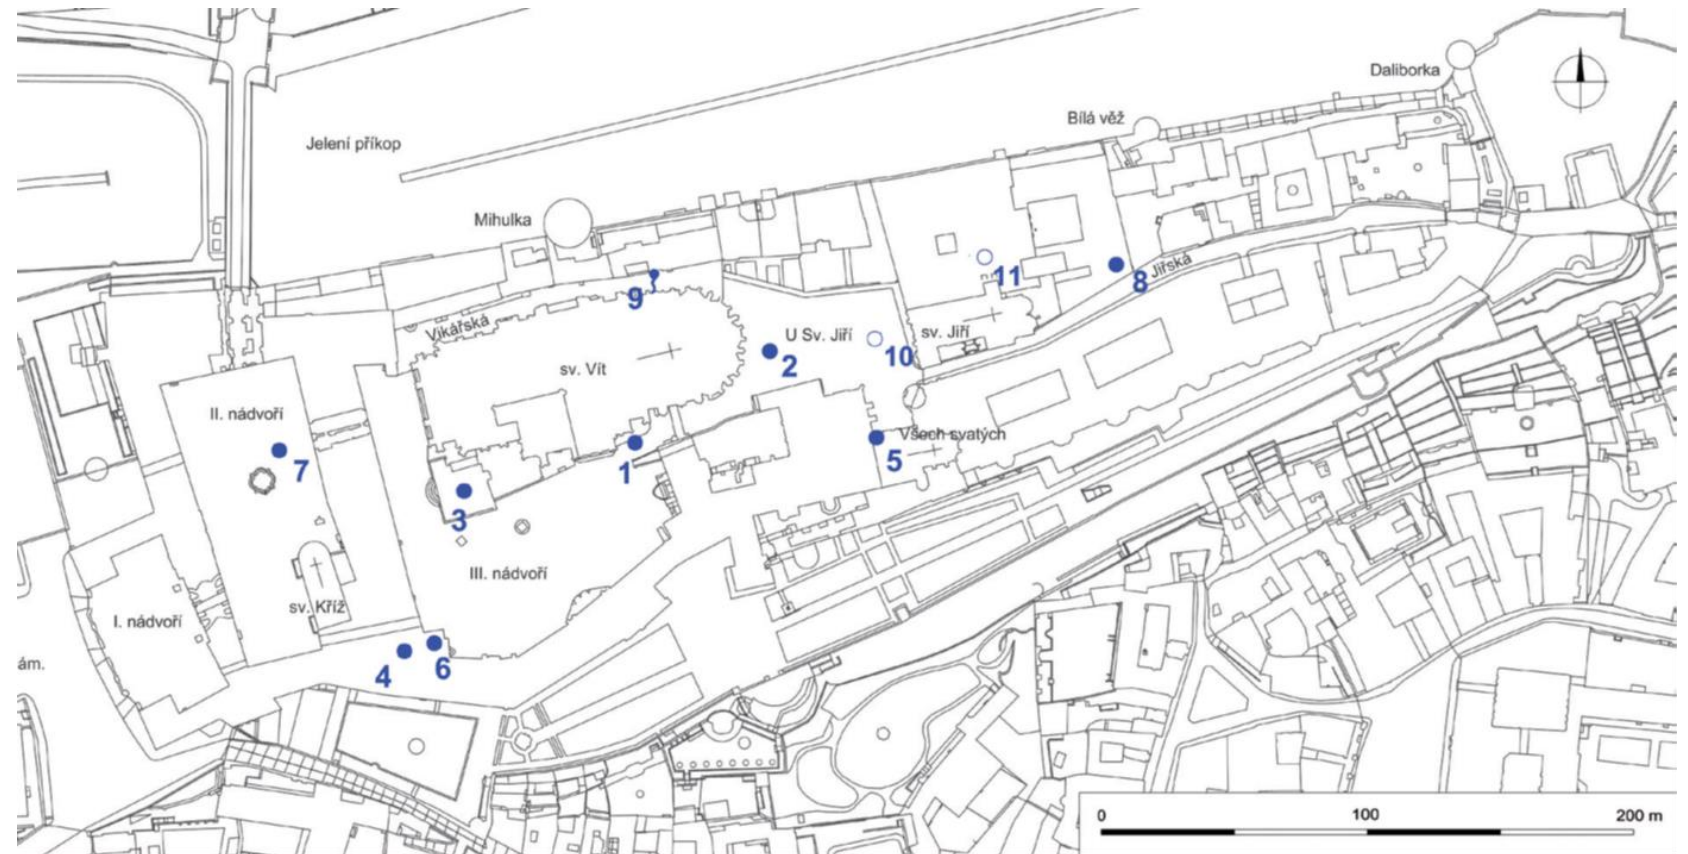 Daliborka
Bílá věž
Jelení příkop
Mihulka
11
8
Jiřská
9
Vikářská
U Sv. Jiří
sv. Jiří
2
10
sv. Vít
II. nádvoří
7
1
Všech svatých
5
3
III. nádvoří
sv. Kříž
I. nádvoří
ám.
4
6
0 100 200 m